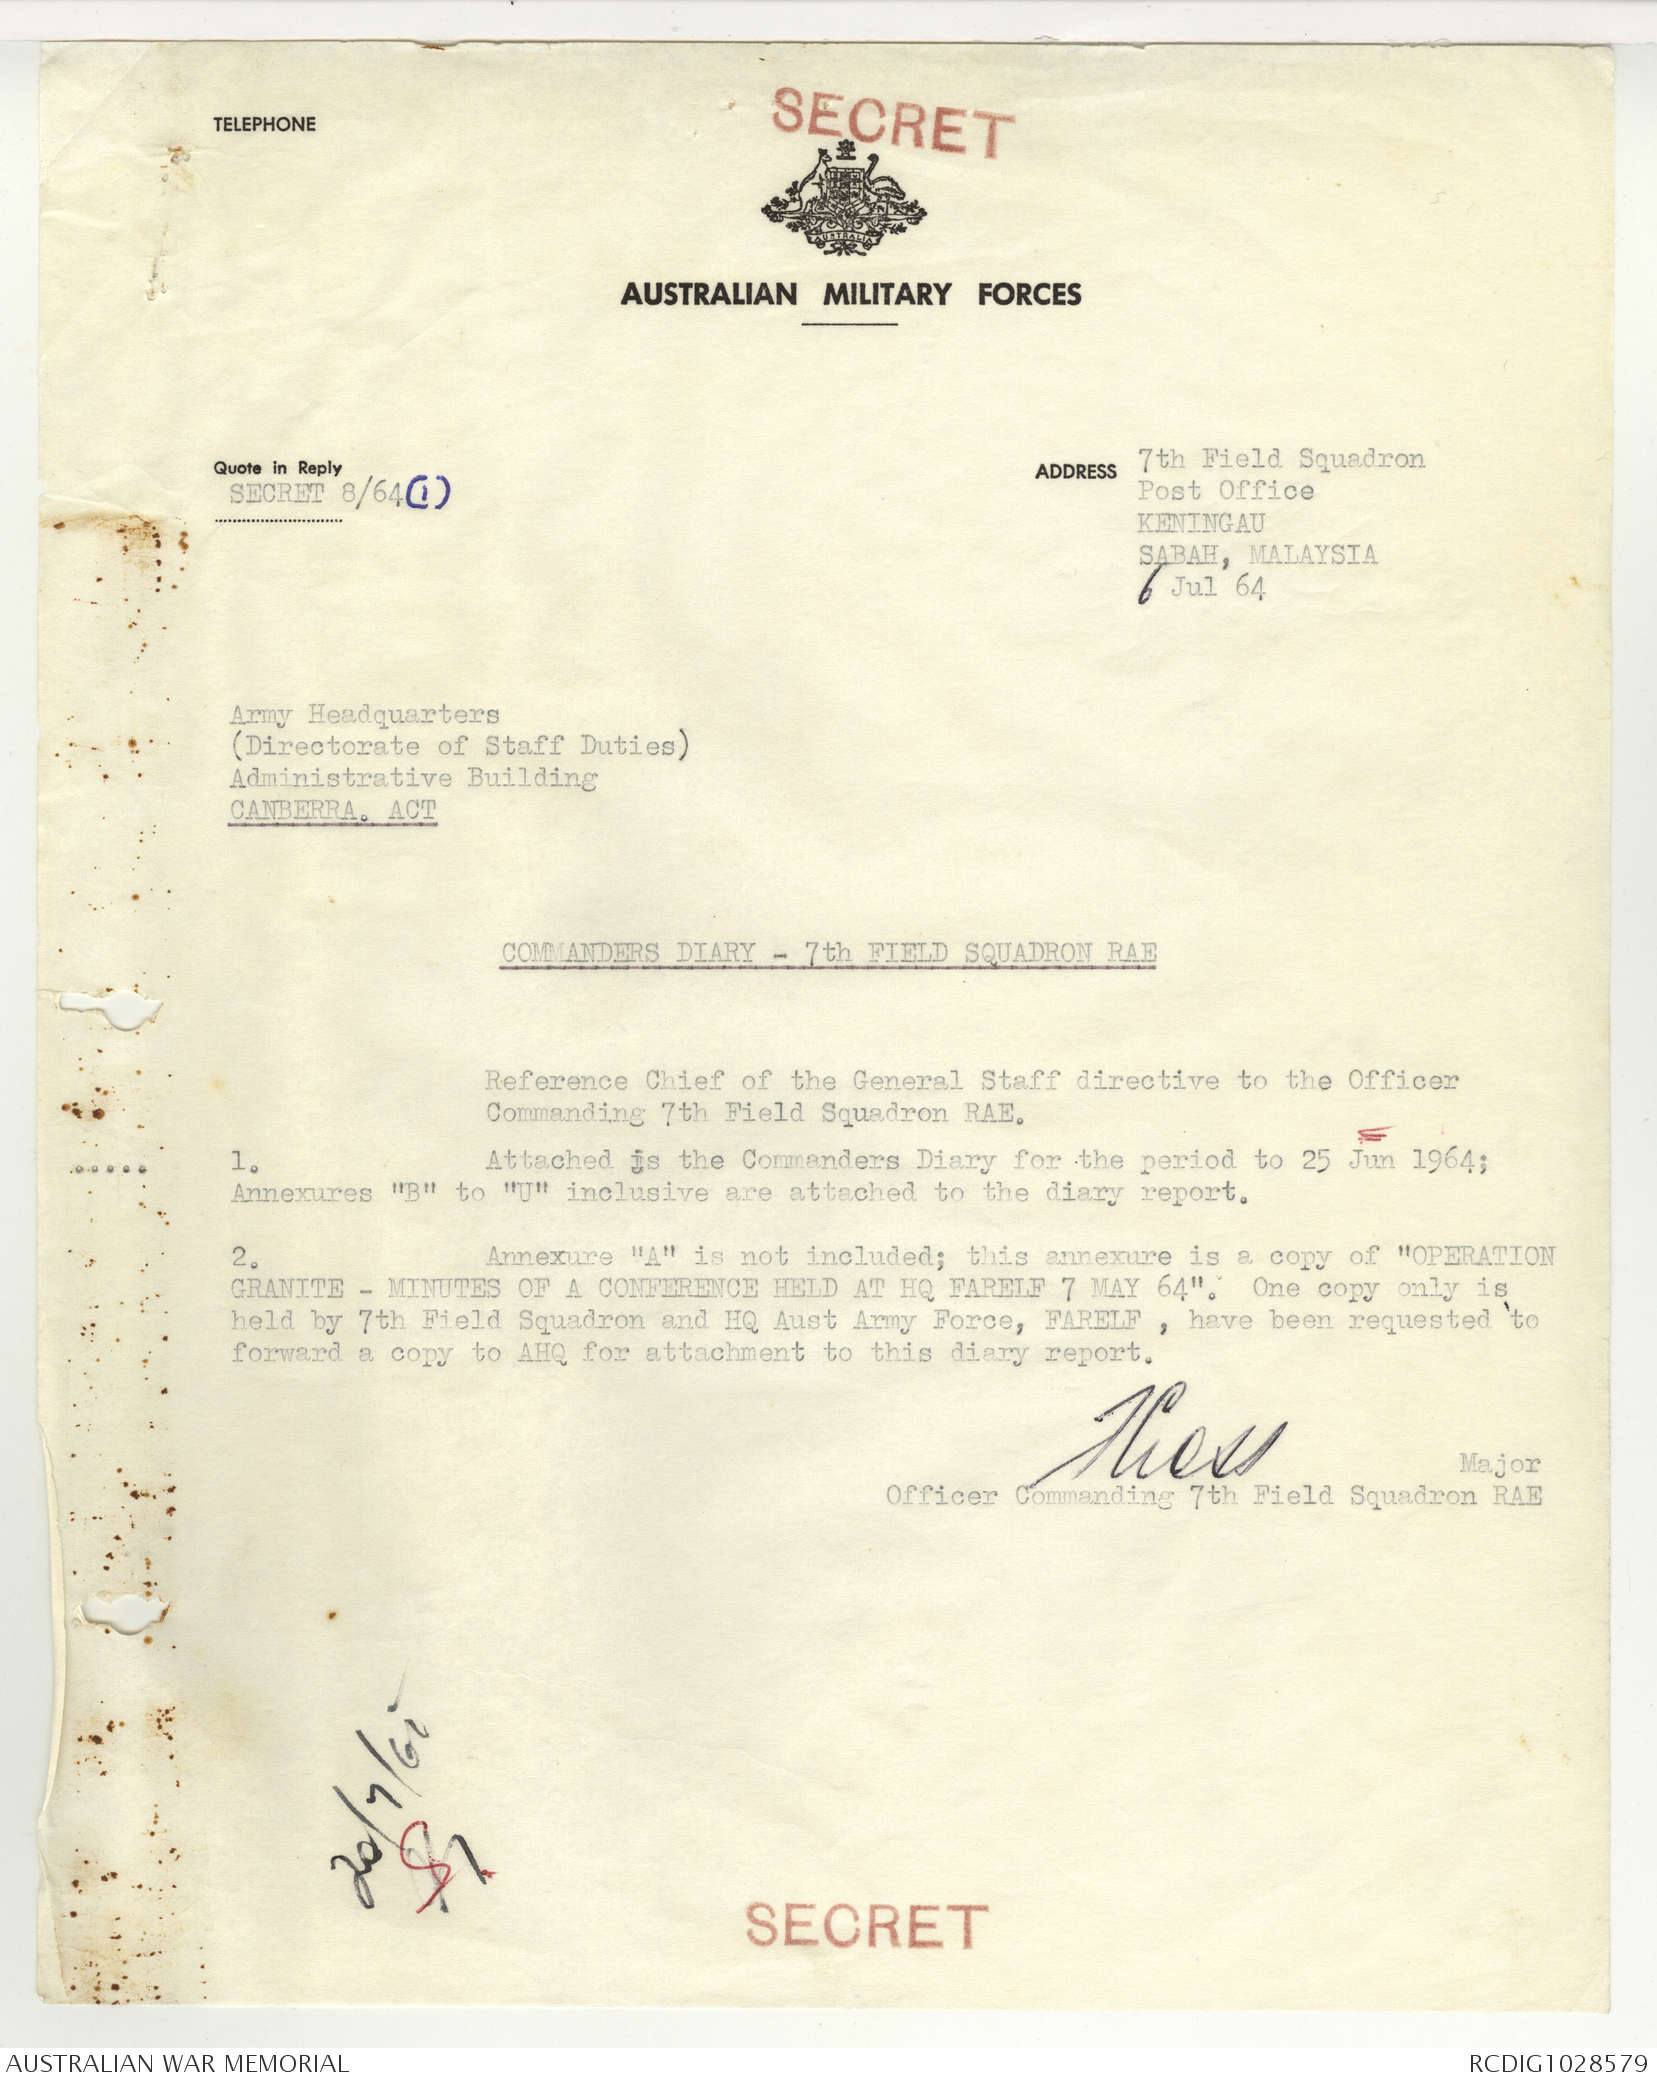 TELEPHONE
SECRET
AUSTRALIA
AUSTRALIAN MILITARY FORCES
Quote in Reply
SECRET 8/64(1)
ADDRESS 7th Field Squadron
Post Office
KENINGAU
SABAH, MALAYSIA
6 Jul 64
Army Headquarters
(Directorate of Staff Duties)
Administrative Building
CANBERRA. ACT
COMMANDERS DIARY - 7th FIELD SQUADRON RAE
Reference Chief of the General Staff directive to the Officer
Commanding 7th Field Squadron RAE.
..... 1. Attached is the Commanders Diary for the period to 25 Jun 1964;
Annexures "B" to "U" inclusive are attached to the diary report.
2. Annexure "A" is not included; this annexure is a copy of "OPERATION
GRANITE - MINUTES OF A CONFERENCE HELD AT HQ FARELF 7 MAY 64". One copy only is
held by 7th Field Squadron and HQ Aust Army Force, FARELF , have been requested to
forward a copy to AHQ for attachment to this diary report.
Major
Officer Commanding 7th Field Squadron RAE
SECRET
AUSTRALIAN WAR MEMORIAL
RCDIG1028579